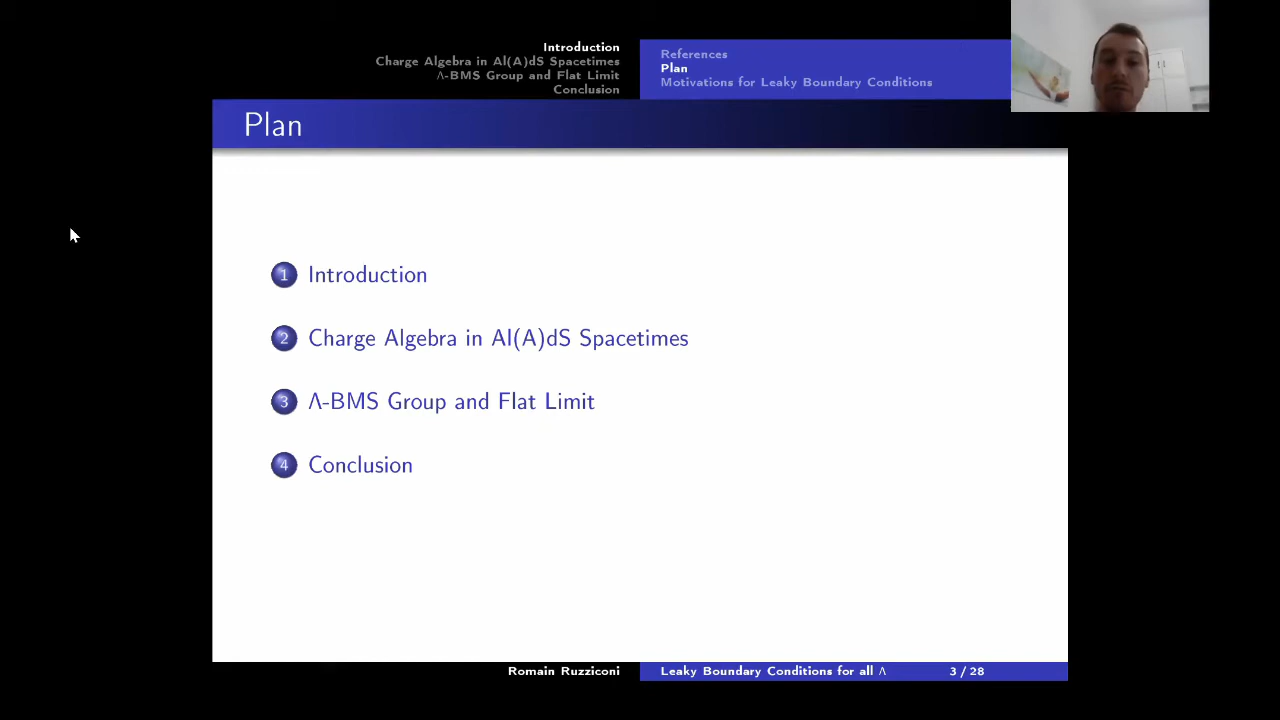 Introduction
Charge Algebra in Al(A)dS Spacetimes
Λ-BMS Group and Flat Limit
Conclusion
References
Plan
Motivations for Leaky Boundary Conditions
Plan
1 Introduction
2 Charge Algebra in Al(A)dS Spacetimes
3 Λ-BMS Group and Flat Limit
4 Conclusion
Romain Ruzziconi
Leaky Boundary Conditions for all Λ
3 / 28